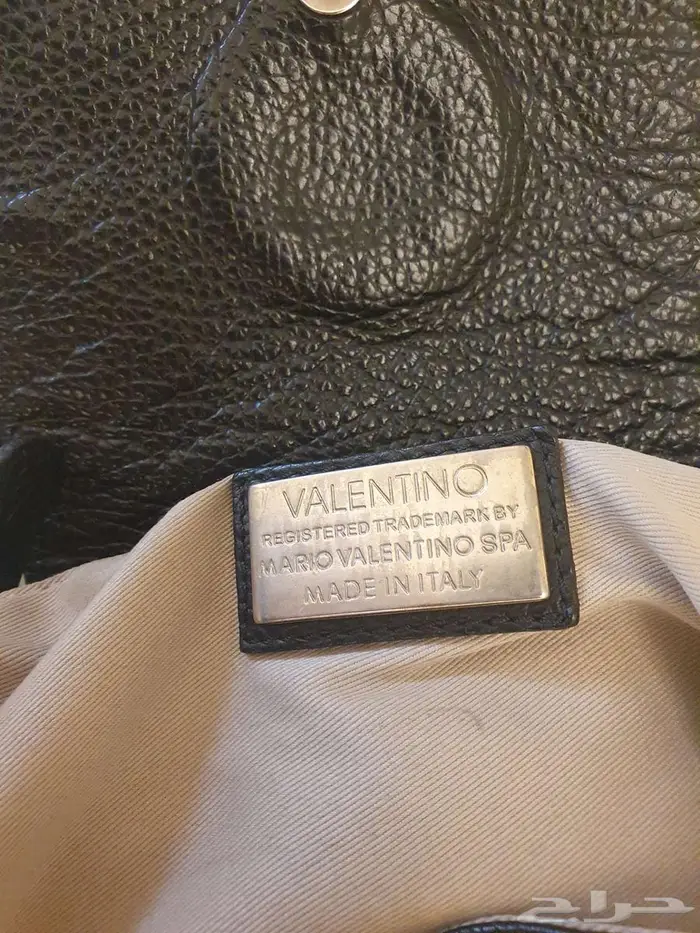 VALENTINO
REGISTERED TRADEMARK BY
MARIO VALENTINO SPA
MADE IN ITALY
حراج